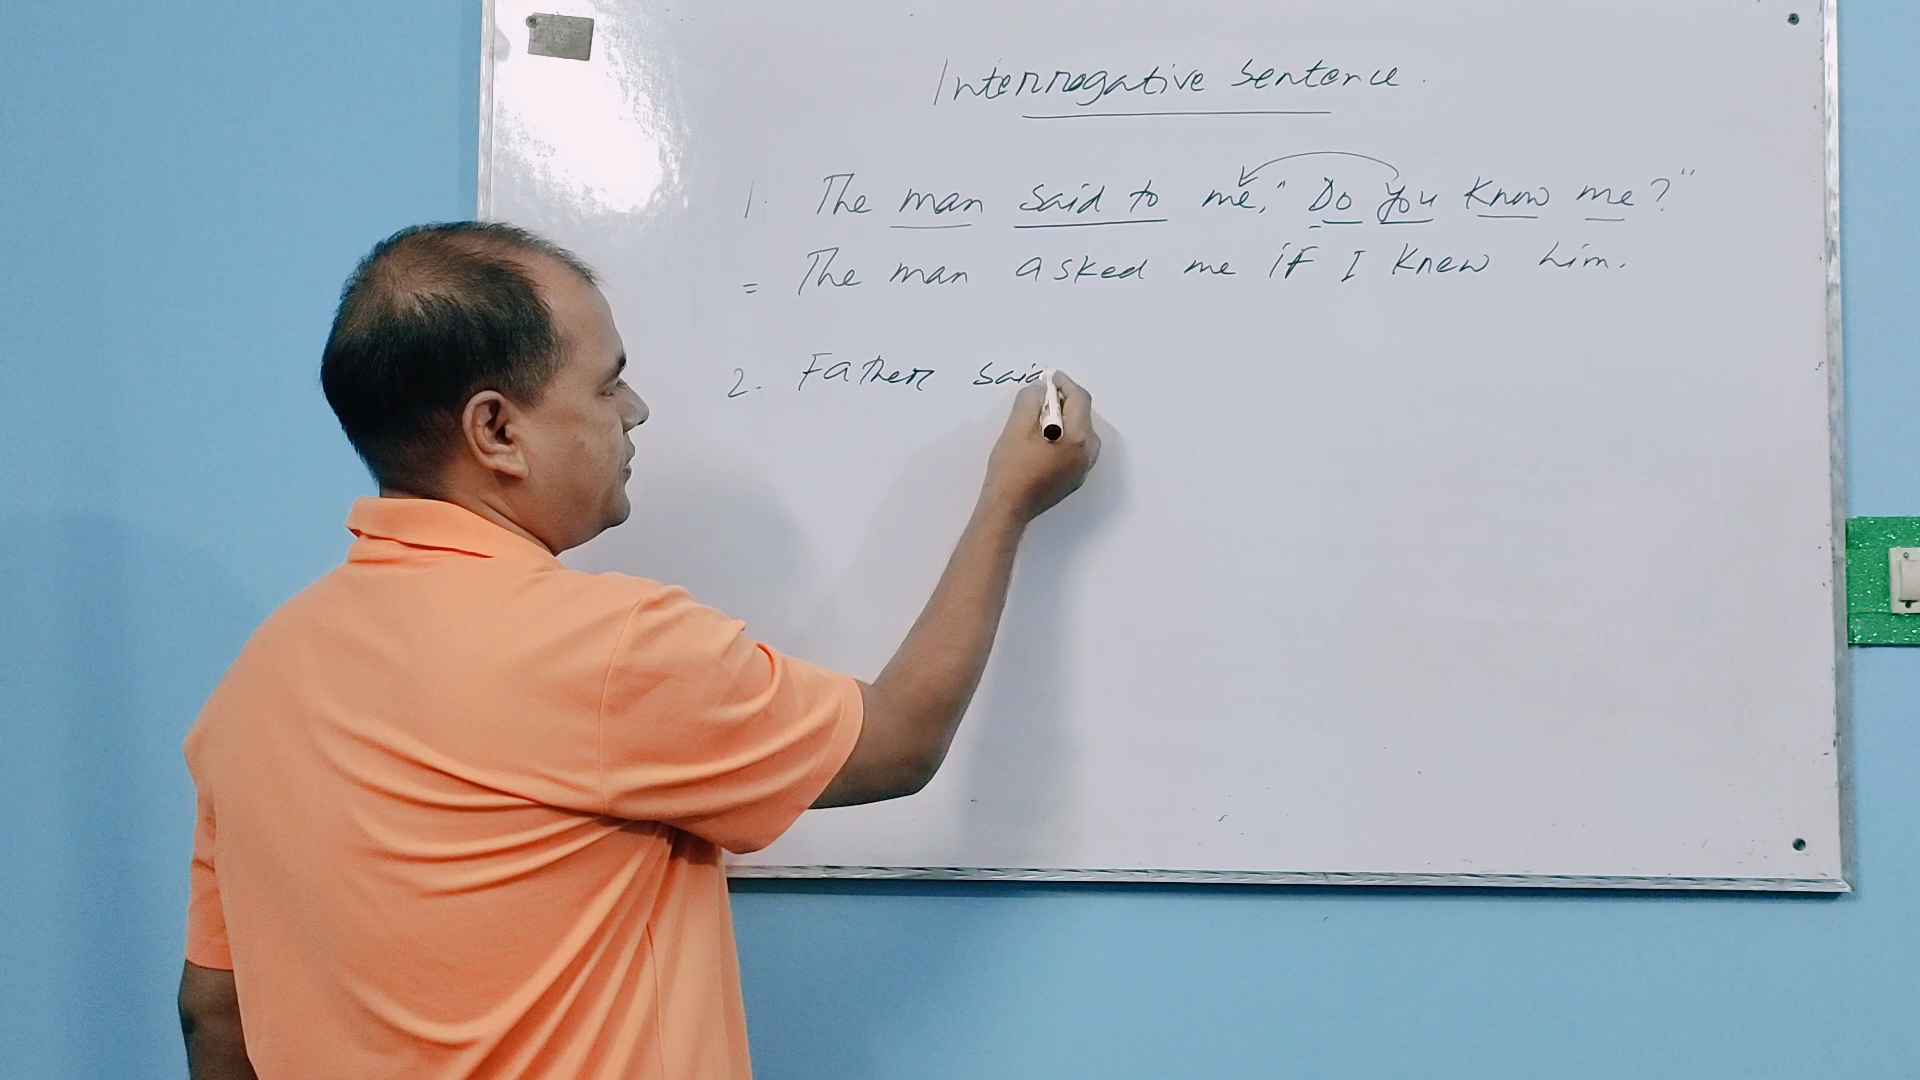 Interrogative Sentence.
1. The man said to me, "Do you know me?"
= The man asked me if I knew him.
2. Father said